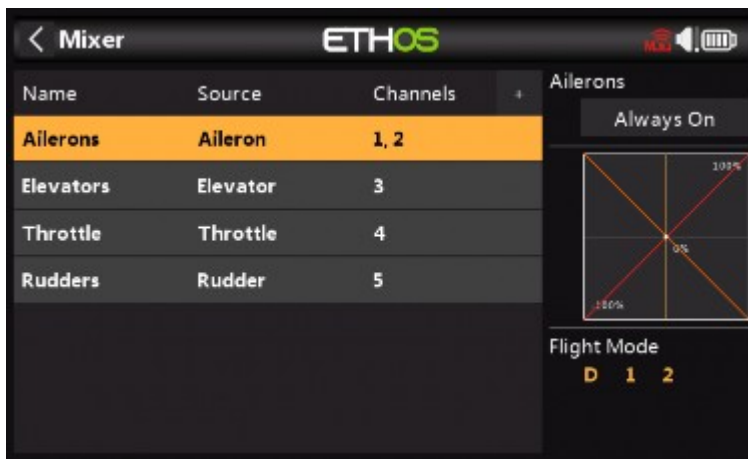 < Mixer ETHOS
Name Source Channels +
Ailerons Aileron 1, 2
Elevators Elevator 3
Throttle Throttle 4
Rudders Rudder 5
Ailerons
Always On
100%
0%
-100%
Flight Mode
D 1 2